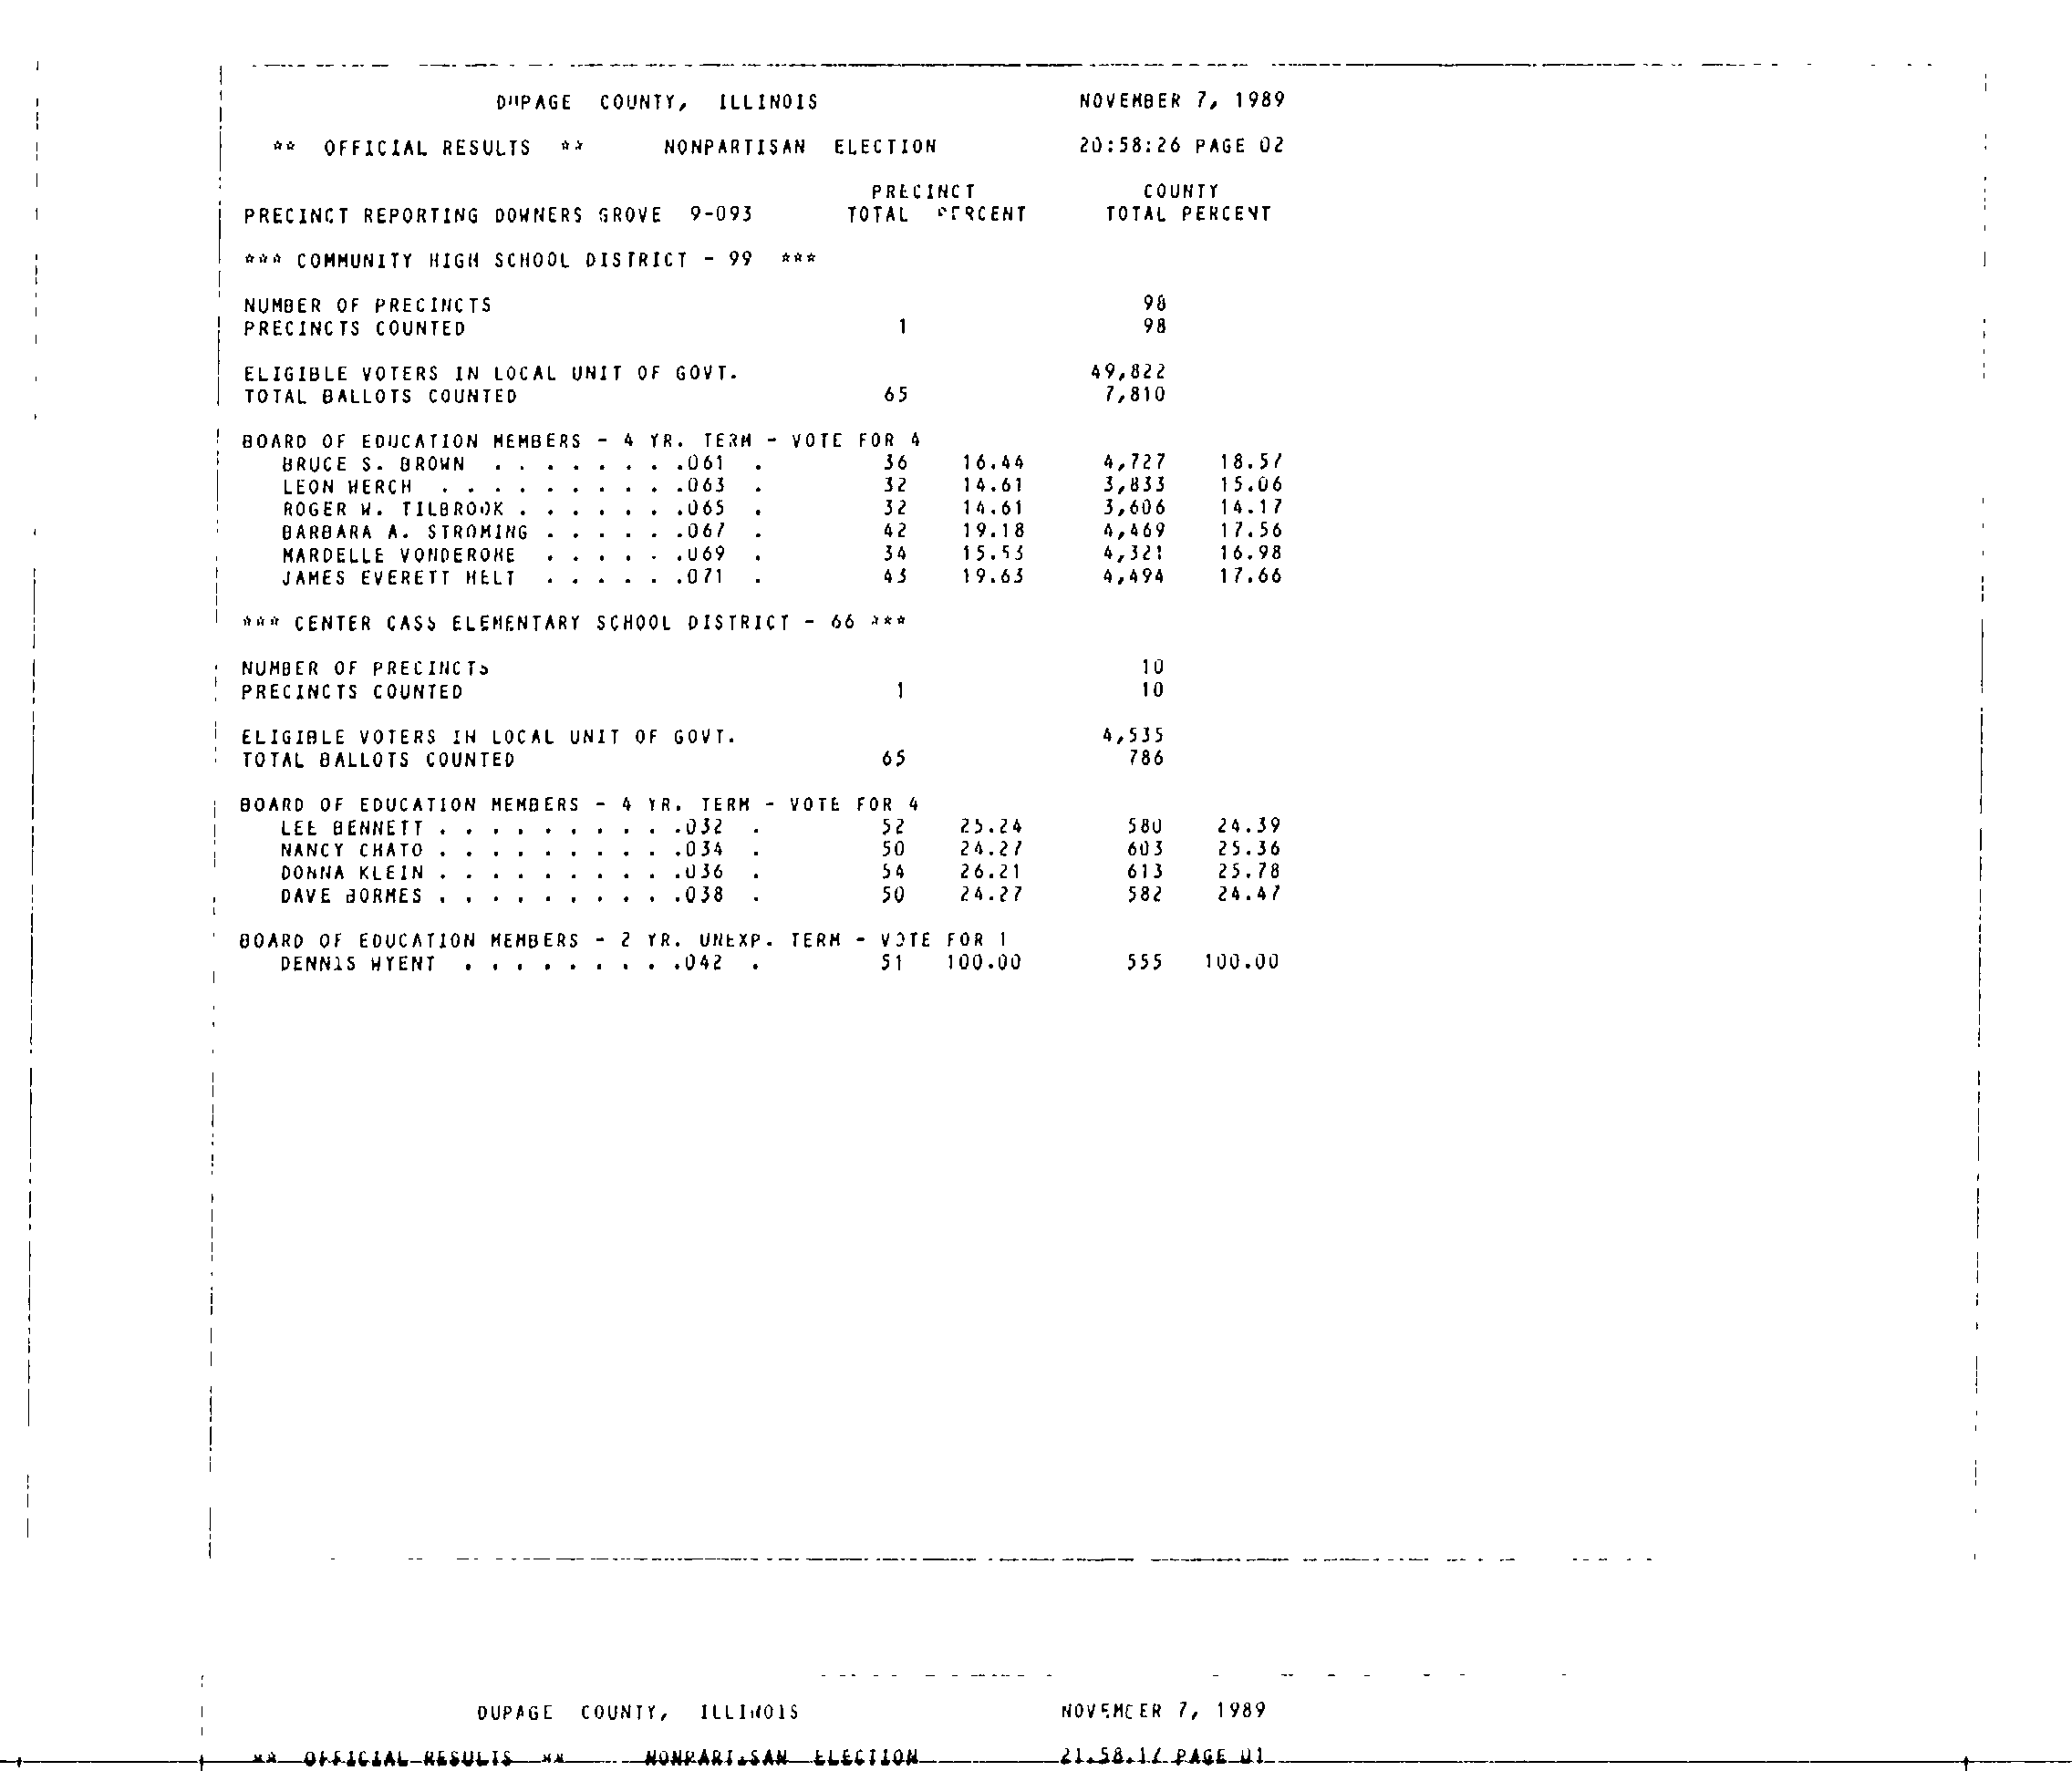 DUPAGE COUNTY, ILLINOIS NOVEMBER 7, 1989
** OFFICIAL RESULTS ** NONPARTISAN ELECTION 20:58:26 PAGE 02
PRECINCT COUNTY
PRECINCT REPORTING DOWNERS GROVE 9-093 TOTAL PERCENT TOTAL PERCENT
*** COMMUNITY HIGH SCHOOL DISTRICT - 99 ***
NUMBER OF PRECINCTS 98
PRECINCTS COUNTED 1 98
ELIGIBLE VOTERS IN LOCAL UNIT OF GOVT. 49,822
TOTAL BALLOTS COUNTED 65 7,810
BOARD OF EDUCATION MEMBERS - 4 YR. TERM - VOTE FOR 4
BRUCE S. BROWN . . . . . . . .061 . 36 16.44 4,727 18.57
LEON HERCH . . . . . . . . . .063 . 32 14.61 3,833 15.06
ROGER W. TILBROOK . . . . . . .065 . 32 14.61 3,606 14.17
BARBARA A. STROMING . . . . . .067 . 42 19.18 4,469 17.56
MARDELLE VONDEROHE . . . . . .069 . 34 15.53 4,321 16.98
JAMES EVERETT HELT . . . . . .071 . 43 19.63 4,494 17.66
*** CENTER CASS ELEMENTARY SCHOOL DISTRICT - 66 ***
NUMBER OF PRECINCTS 10
PRECINCTS COUNTED 1 10
ELIGIBLE VOTERS IN LOCAL UNIT OF GOVT. 4,535
TOTAL BALLOTS COUNTED 65 786
BOARD OF EDUCATION MEMBERS - 4 YR. TERM - VOTE FOR 4
LEE BENNETT . . . . . . . . . .032 . 52 25.24 580 24.39
NANCY CHATO . . . . . . . . . .034 . 50 24.27 603 25.36
DONNA KLEIN . . . . . . . . . .036 . 54 26.21 613 25.78
DAVE BORMES . . . . . . . . . .038 . 50 24.27 582 24.47
BOARD OF EDUCATION MEMBERS - 2 YR. UNEXP. TERM - VOTE FOR 1
DENNIS WYENT . . . . . . . . .042 . 51 100.00 555 100.00
DUPAGE COUNTY, ILLINOIS NOVEMBER 7, 1989
** OFFICIAL RESULTS ** NONPARTISAN ELECTION 21:58:17 PAGE 01